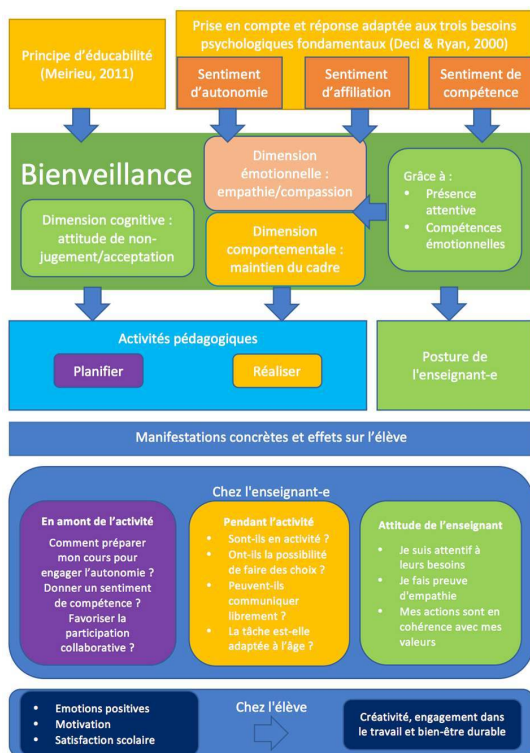 Principe d'éducabilité
(Meirieu, 2011)
Prise en compte et réponse adaptée aux trois besoins
psychologiques fondamentaux (Deci & Ryan, 2000)
Sentiment
d'autonomie
Sentiment
d'affiliation
Sentiment de
compétence
Bienveillance
Dimension
émotionnelle :
empathie/compassion
Dimension cognitive :
attitude de non-
jugement/acceptation
Dimension
comportementale :
maintien du cadre
Grâce à :
• Présence
attentive
• Compétences
émotionnelles
Activités pédagogiques
Planifier
Réaliser
Posture de
l'enseignant-e
Manifestations concrètes et effets sur l'élève
Chez l'enseignant-e
En amont de l'activité
Comment préparer
mon cours pour
engager l'autonomie ?
Donner un sentiment
de compétence ?
Favoriser la
participation
collaborative ?
Pendant l'activité
• Sont-ils en activité ?
• Ont-ils la possibilité
de faire des choix ?
• Peuvent-ils
communiquer
librement ?
• La tâche est-elle
adaptée à l'âge ?
Attitude de l'enseignant
• Je suis attentif à
leurs besoins
• Je fais preuve
d'empathie
• Mes actions sont en
cohérence avec mes
valeurs
Chez l'élève
• Emotions positives
• Motivation
• Satisfaction scolaire
Créativité, engagement dans
le travail et bien-être durable